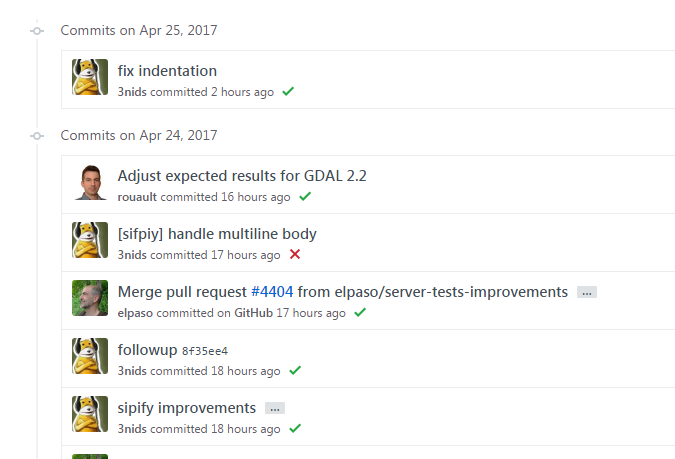 Commits on Apr 25, 2017
fix indentation
3nids committed 2 hours ago
Commits on Apr 24, 2017
Adjust expected results for GDAL 2.2
rouault committed 16 hours ago
[sifpiy] handle multiline body
3nids committed 17 hours ago
Merge pull request #4404 from elpaso/server-tests-improvements ...
elpaso committed on GitHub 17 hours ago
followup 8f35ee4
3nids committed 18 hours ago
sipify improvements ...
3nids committed 18 hours ago